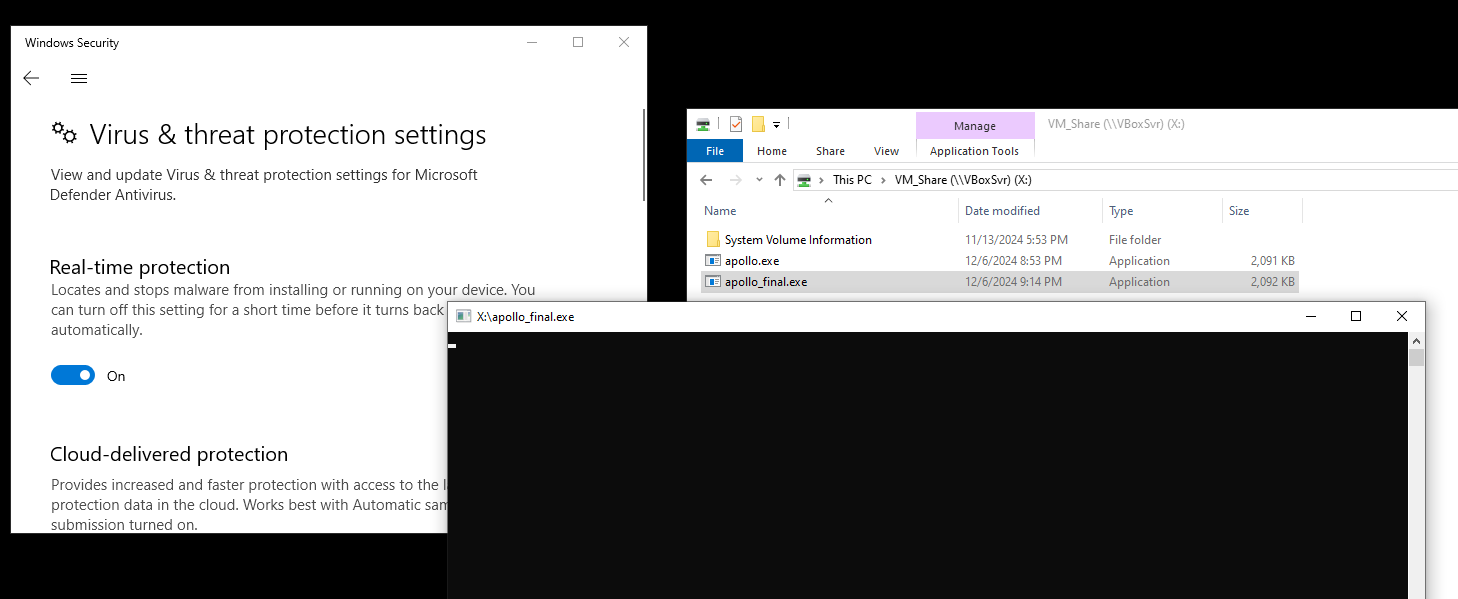 Windows Security
Virus & threat protection settings
View and update Virus & threat protection settings for Microsoft
Defender Antivirus.
Real-time protection
Locates and stops malware from installing or running on your device. You
can turn off this setting for a short time before it turns back
automatically.
On
Cloud-delivered protection
Provides increased and faster protection with access to the
protection data in the cloud. Works best with Automatic
submission turned on.
Manage
VM_Share (\\VBoxSvr) (X:)
File Home Share View Application Tools
This PC VM_Share (\\VBoxSvr) (X:)
Name Date modified Type Size
System Volume Information 11/13/2024 5:53 PM File folder
apollo.exe 12/6/2024 8:53 PM Application 2,091 KB
apollo_final.exe 12/6/2024 9:14 PM Application 2,092 KB
X:\apollo_final.exe